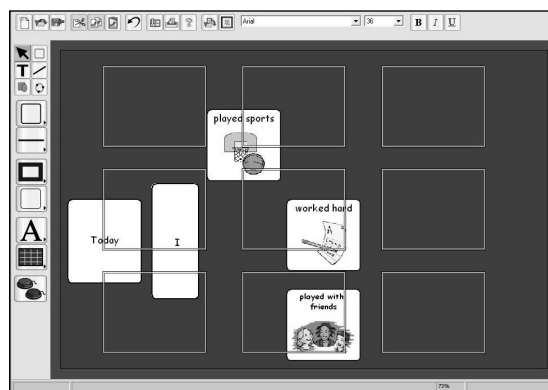 Arial 36 B I U
played sports
Today
I
worked hard
A
played with
friends
T
A
73%